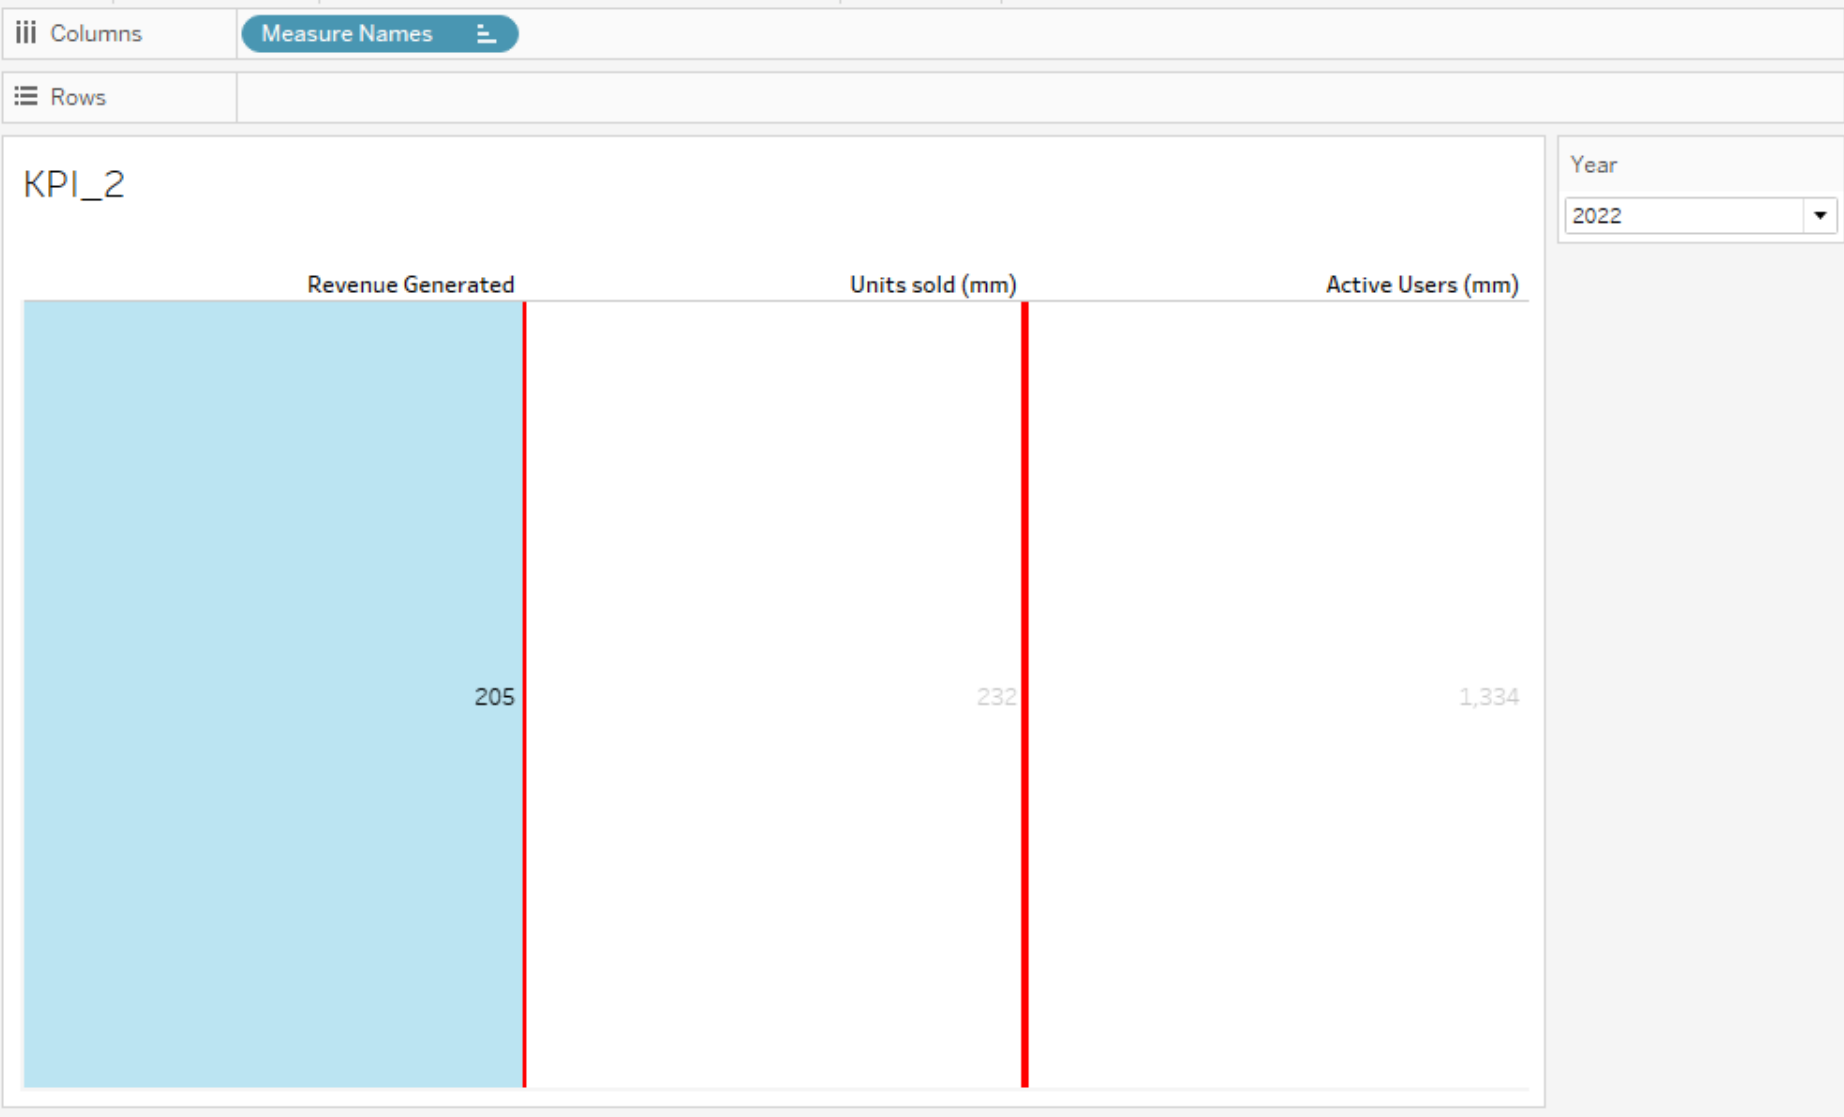 Columns
Measure Names
Rows
KPI_2
Year
2022
Revenue Generated
Units sold (mm)
Active Users (mm)
205
232
1,334